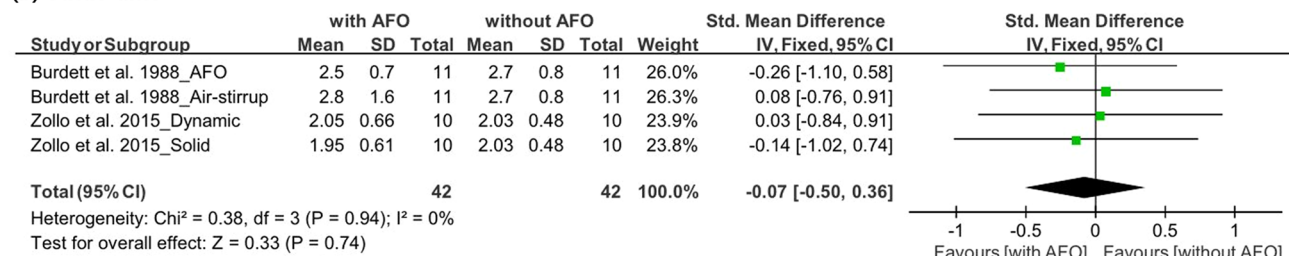 with AFO without AFO Std. Mean Difference Std. Mean Difference
Study or Subgroup Mean SD Total Mean SD Total Weight IV, Fixed, 95% CI IV, Fixed, 95% CI
Burdett et al. 1988_AFO 2.5 0.7 11 2.7 0.8 11 26.0% -0.26 [-1.10, 0.58]
Burdett et al. 1988_Air-stirrup 2.8 1.6 11 2.7 0.8 11 26.3% 0.08 [-0.76, 0.91]
Zollo et al. 2015_Dynamic 2.05 0.66 10 2.03 0.48 10 23.9% 0.03 [-0.84, 0.91]
Zollo et al. 2015_Solid 1.95 0.61 10 2.03 0.48 10 23.8% -0.14 [-1.02, 0.74]
Total (95% CI) 42 42 100.0% -0.07 [-0.50, 0.36]
Heterogeneity: Chi² = 0.38, df = 3 (P = 0.94); I² = 0%
Test for overall effect: Z = 0.33 (P = 0.74)
-1 -0.5 0 0.5 1
Favours [with AFO] Favours [without AFO]